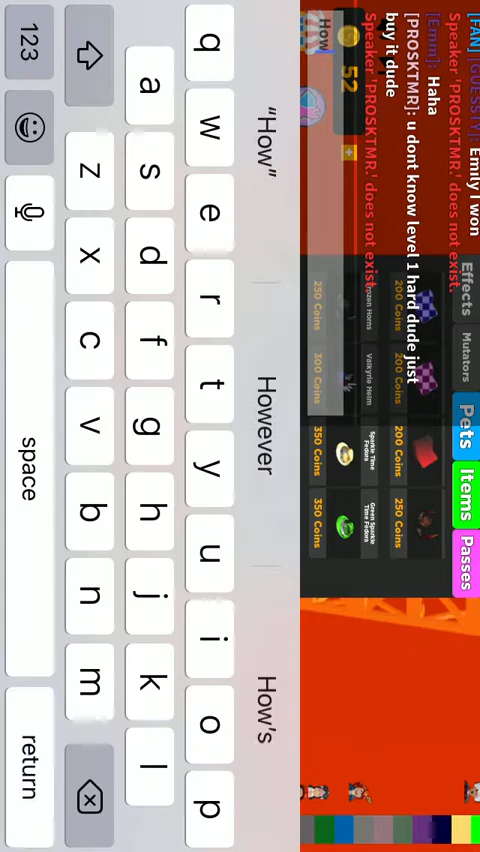 [FAN] [GUESSTY]: Emily I won
Speaker 'PROSKTMR.' does not exist.
[Emm]: Haha
[PROSKTMR]: u dont know level 1 hard dude just
buy it dude
Speaker 'PROSKTMR.' does not exist.
How
52
Effects
Mutators
Pets
Items
Passes
200 Coins
200 Coins
200 Coins
250 Coins
Frozen Horns
Valkyrie Helm
Sparkle Time
Fedora
Green Sparkle
Time Fedora
250 Coins
300 Coins
350 Coins
350 Coins
"How"
However
How's
q w e r t y u i o p
a s d f g h j k l
z x c v b n m
123
space
return